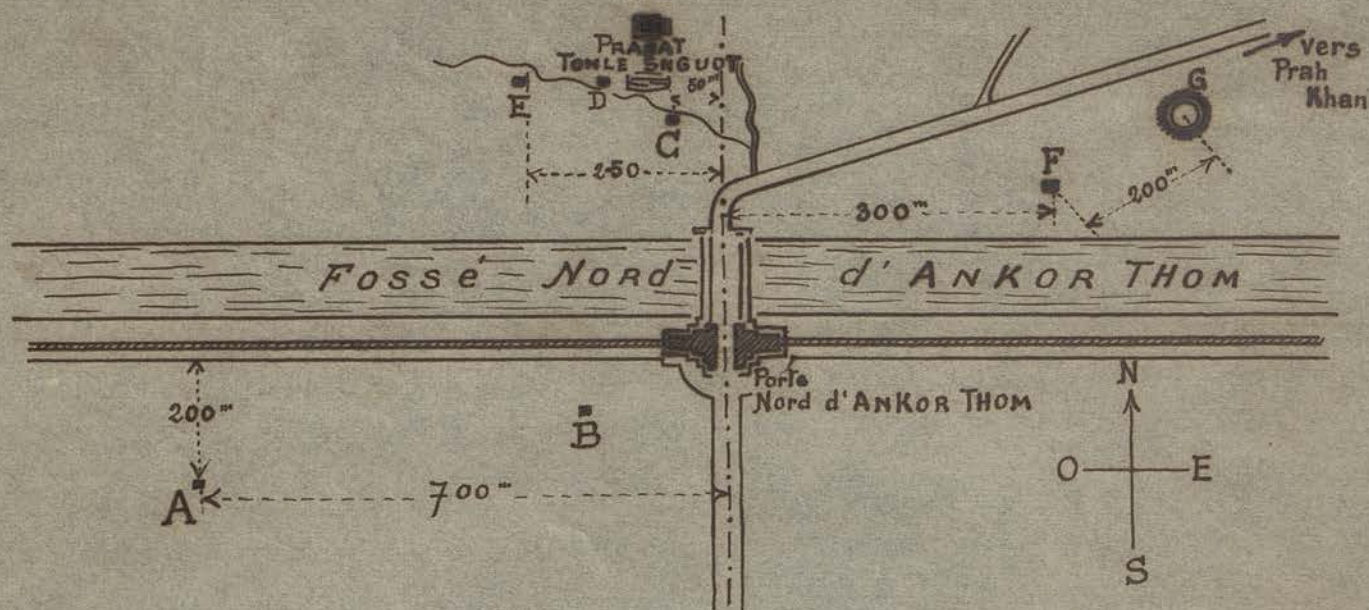 PRASAT
TONLE SNGUOT
50m
E
D
C
250
vers
Prah
Khan
G
F
200m
300m
FOSSÉ NORD d'ANKOR THOM
Porte
Nord d'ANKOR THOM
200m
B
A
700m
N
O E
S